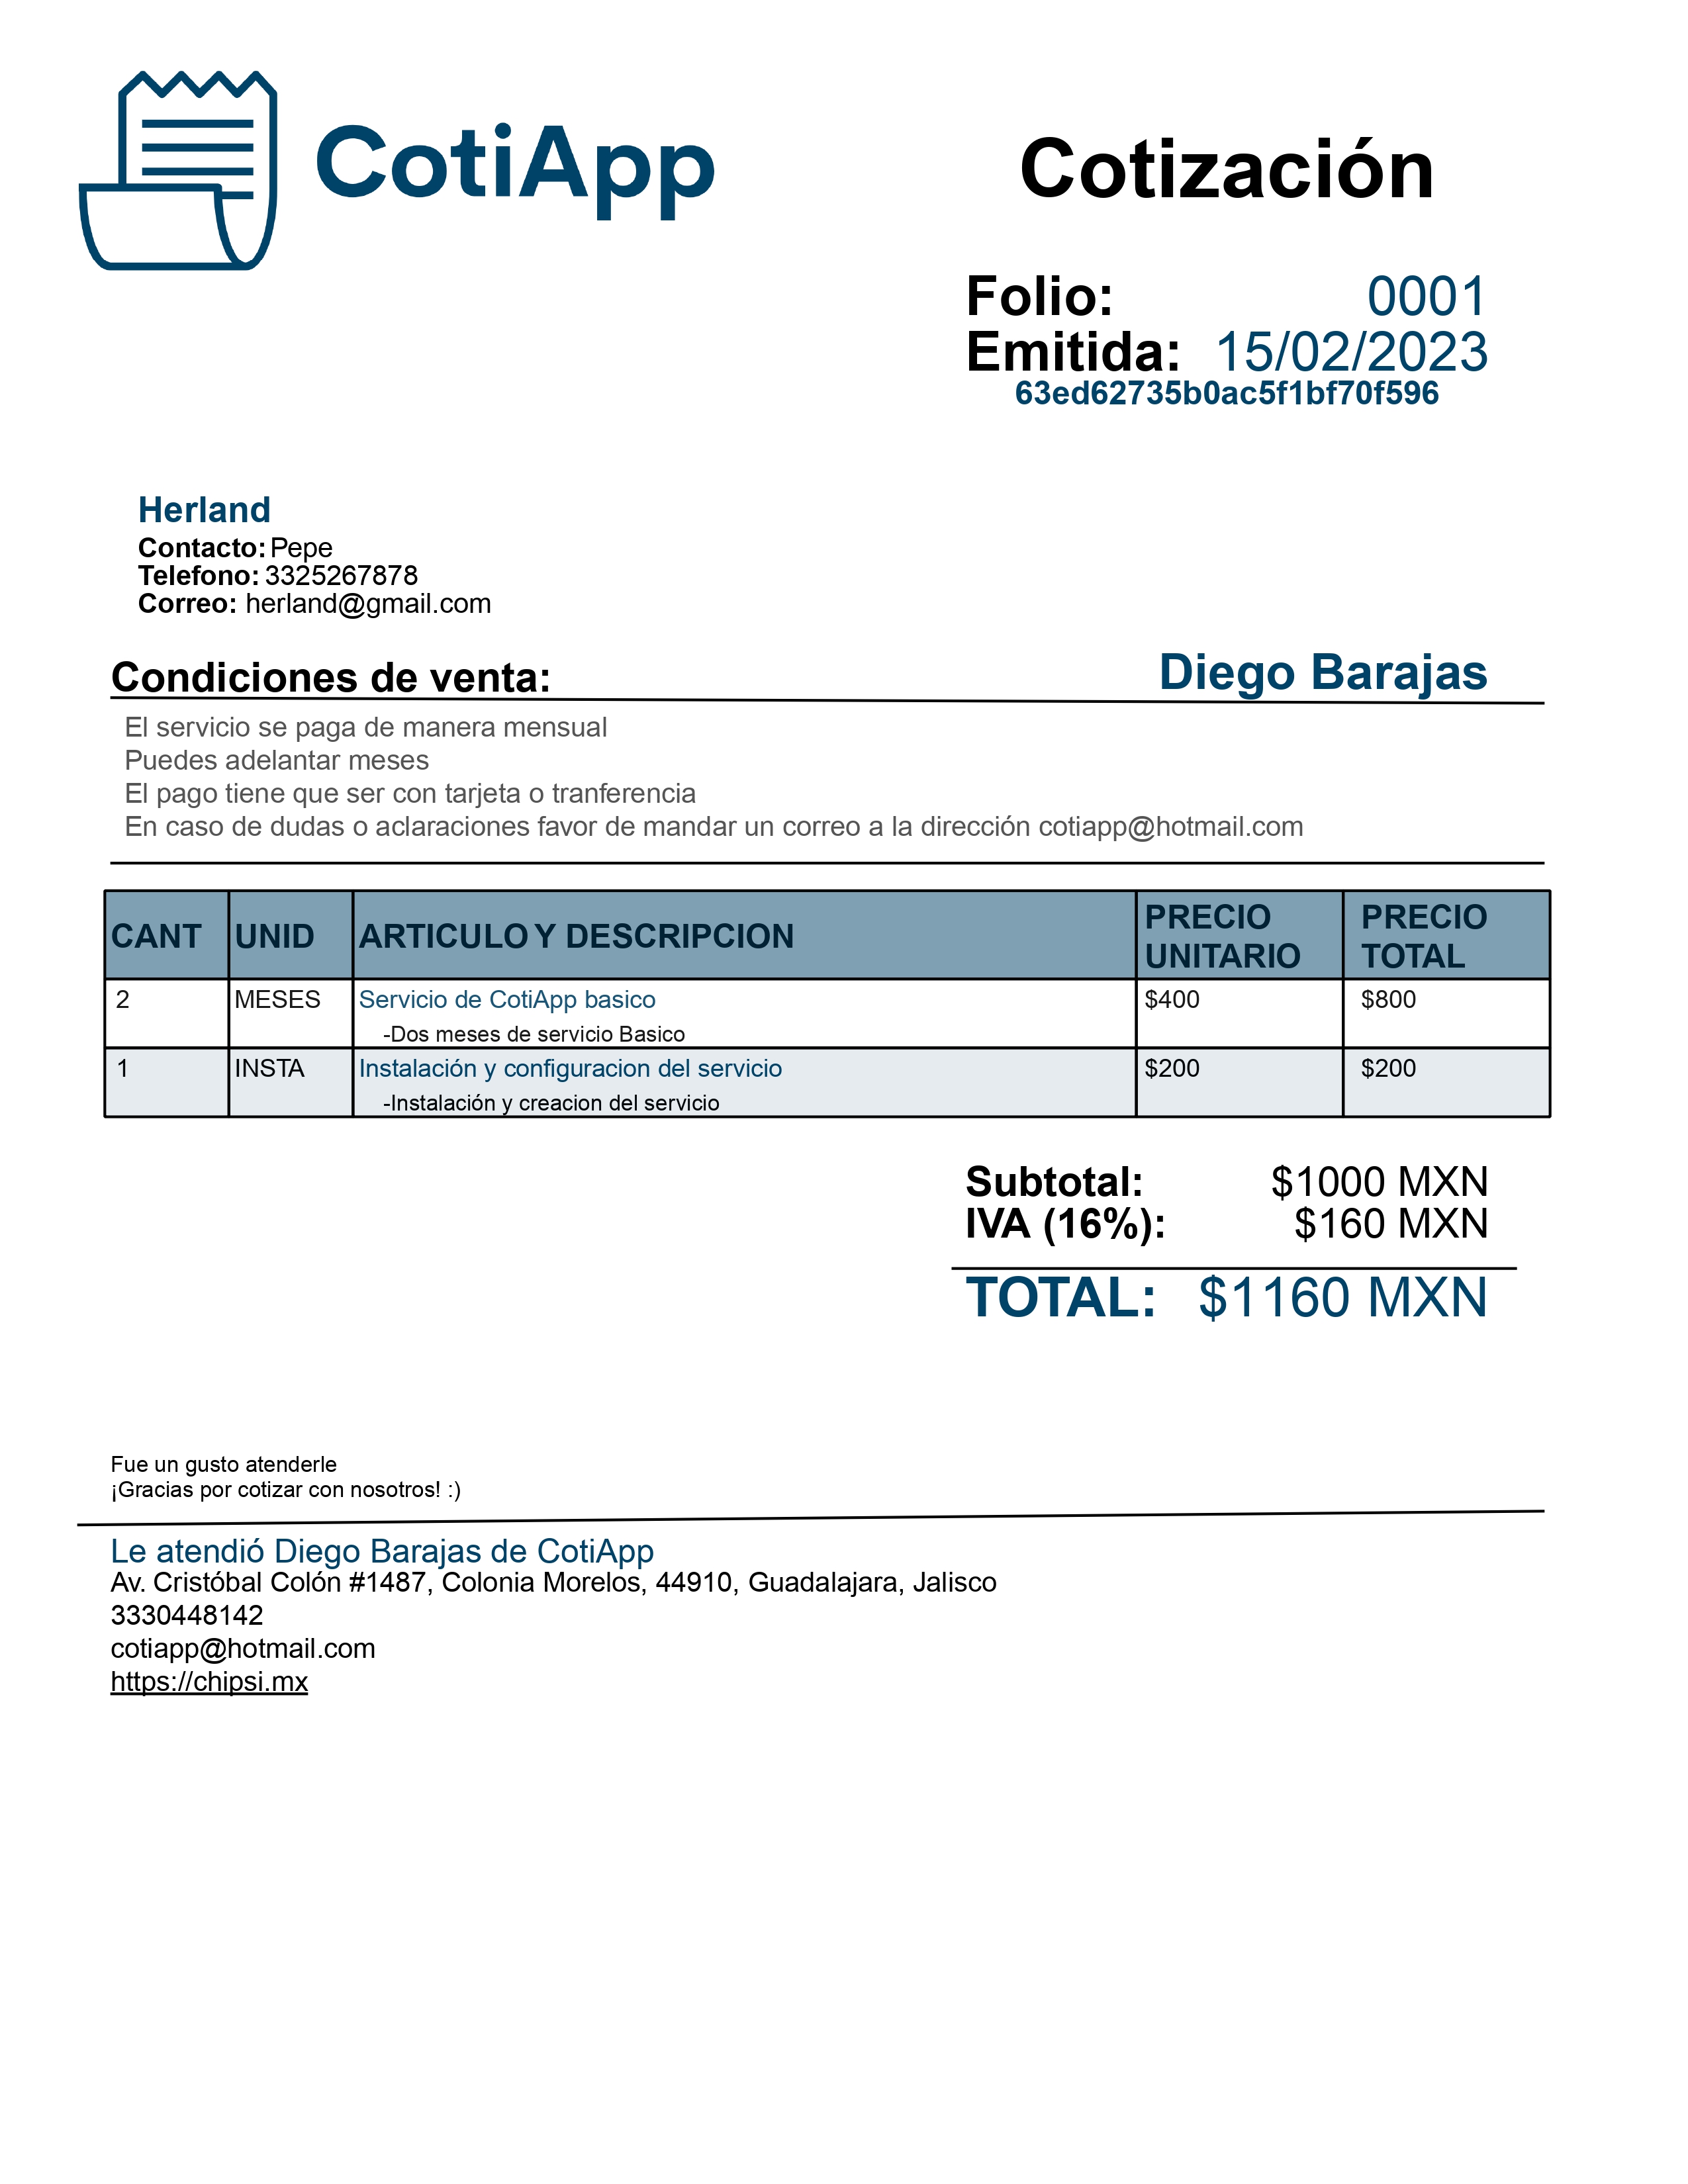 CotiApp
Cotización
Folio: 0001
Emitida: 15/02/2023
63ed62735b0ac5f1bf70f596
Herland
Contacto: Pepe
Telefono: 3325267878
Correo: herland@gmail.com
Condiciones de venta: Diego Barajas
El servicio se paga de manera mensual
Puedes adelantar meses
El pago tiene que ser con tarjeta o tranferencia
En caso de dudas o aclaraciones favor de mandar un correo a la dirección cotiapp@hotmail.com
CANT UNID ARTICULO Y DESCRIPCION PRECIO UNITARIO PRECIO TOTAL
2 MESES Servicio de CotiApp basico $400 $800
-Dos meses de servicio Basico
1 INSTA Instalación y configuracion del servicio $200 $200
-Instalación y creacion del servicio
Subtotal: $1000 MXN
IVA (16%): $160 MXN
TOTAL: $1160 MXN
Fue un gusto atenderle
¡Gracias por cotizar con nosotros! :)
Le atendió Diego Barajas de CotiApp
Av. Cristóbal Colón #1487, Colonia Morelos, 44910, Guadalajara, Jalisco
3330448142
cotiapp@hotmail.com
https://chipsi.mx